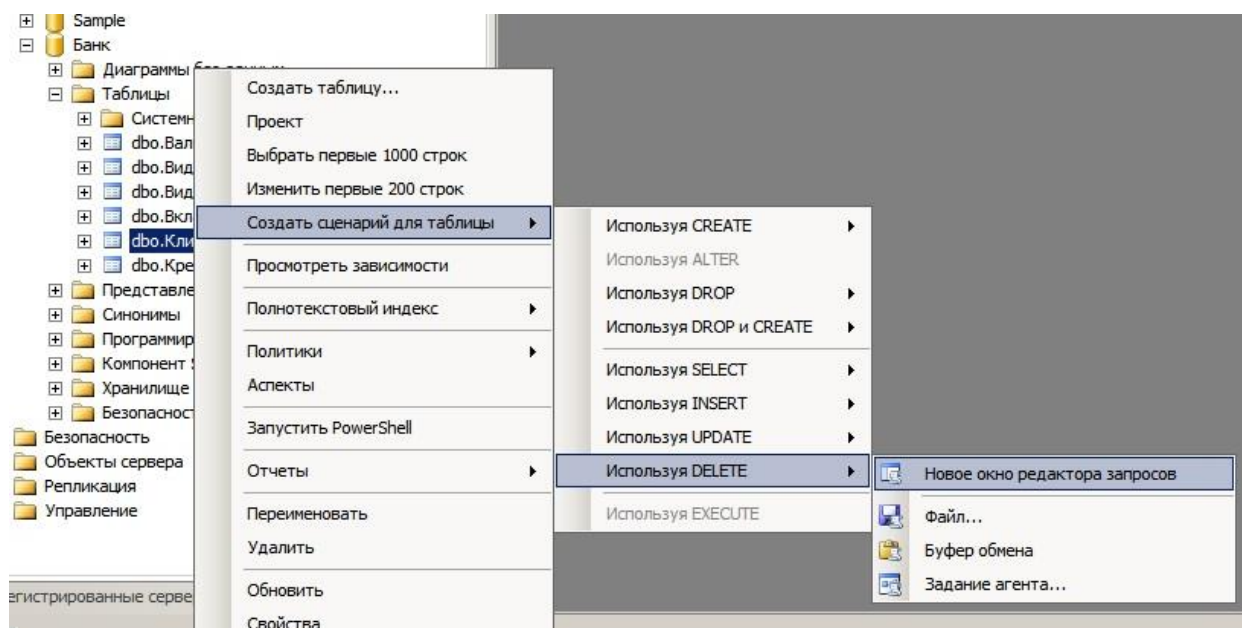 Sample
Банк
Диаграммы баз данных
Таблицы
Системн
dbo.Вал
dbo.Вид
dbo.Вид
dbo.Вкл
dbo.Кли
dbo.Кре
Представле
Синонимы
Программир
Компонент
Хранилище
Безопасност
Безопасность
Объекты сервера
Репликация
Управление
егистрированные серве
Создать таблицу...
Проект
Выбрать первые 1000 строк
Изменить первые 200 строк
Создать сценарий для таблицы
Просмотреть зависимости
Полнотекстовый индекс
Политики
Аспекты
Запустить PowerShell
Отчеты
Переименовать
Удалить
Обновить
Свойства
Используя CREATE
Используя ALTER
Используя DROP
Используя DROP и CREATE
Используя SELECT
Используя INSERT
Используя UPDATE
Используя DELETE
Используя EXECUTE
Новое окно редактора запросов
Файл...
Буфер обмена
Задание агента...